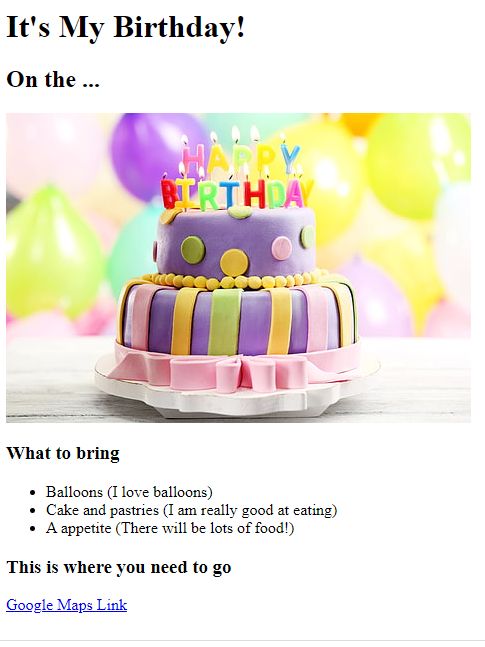 It's My Birthday!
On the ...
HAPPY
BIRTHDAY
What to bring
• Balloons (I love balloons)
• Cake and pastries (I am really good at eating)
• A appetite (There will be lots of food!)
This is where you need to go
Google Maps Link